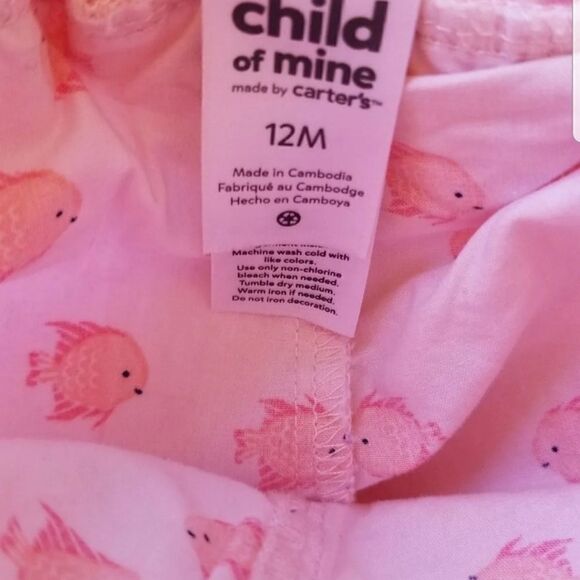 child
of mine
made by carter's™
12M
Made in Cambodia
Fabriqué au Cambodge
Hecho en Camboya
Machine wash cold with
like colors.
Use only non-chlorine
bleach when needed.
Tumble dry medium.
Warm iron if needed.
Do not iron decoration.